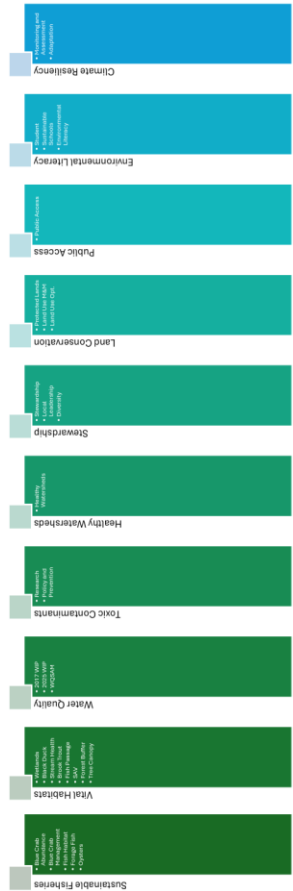 Sustainable Fisheries
• Blue Crab
Abundance
• Blue Crab
Management
• Fish Habitat
• Forage Fish
• Oysters
Vital Habitats
• Wetlands
• Black Duck
• Stream Health
• Brook Trout
• Fish Passage
• SAV
• Forest Buffer
• Tree Canopy
Water Quality
• 2017 WIP
• 2025 WIP
• WQSAM
Toxic Contaminants
• Research
• Policy and
Prevention
Healthy Watersheds
• Healthy
Watersheds
Stewardship
• Stewardship
• Local
Leadership
• Diversity
Land Conservation
• Protected Lands
• Land Use M&M
• Land Use Opt.
Public Access
• Public Access
Environmental Literacy
• Student
• Sustainable
Schools
• Environmental
Literacy
Climate Resiliency
• Monitoring and
Assessment
• Adaptation